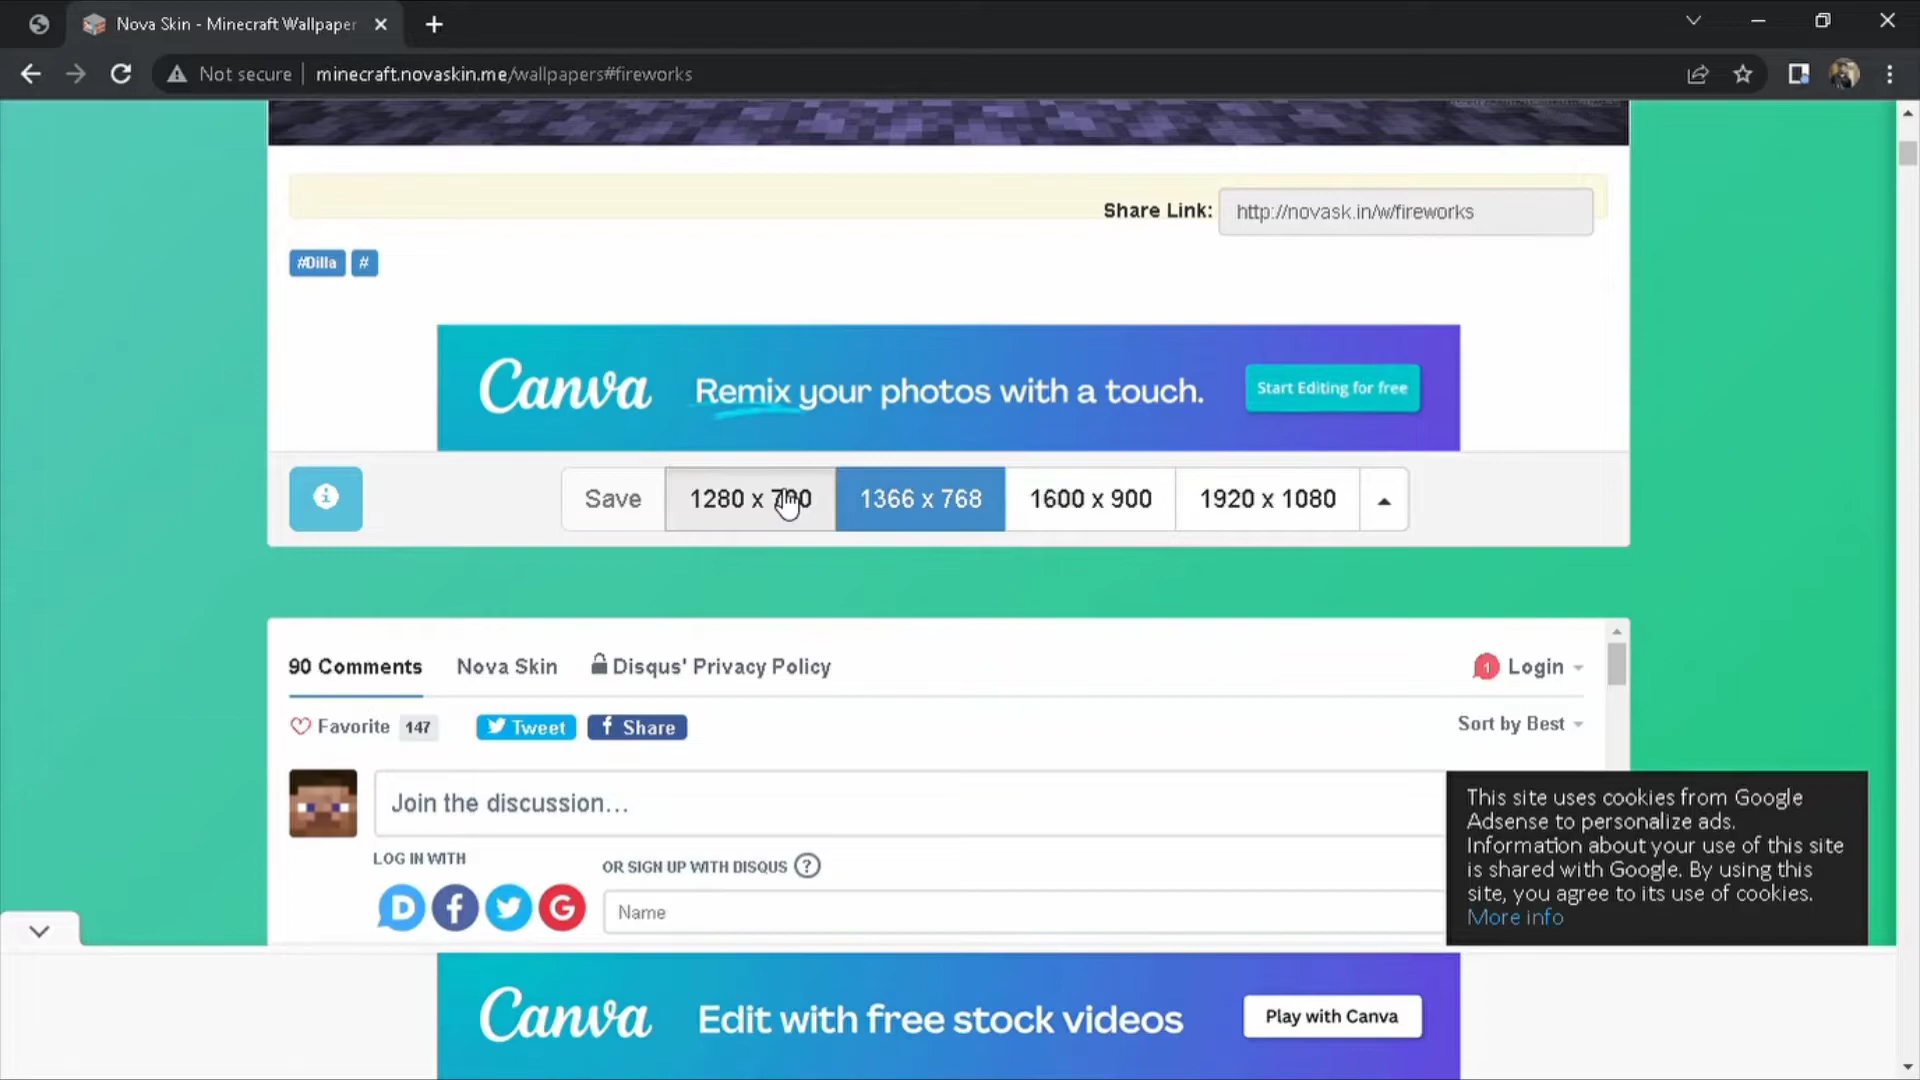 Nova Skin - Minecraft Wallpaper
Not secure
minecraft.novaskin.me/wallpapers#fireworks
Share Link: http://novask.in/w/fireworks
#Dilla #
Canva Remix your photos with a touch. Start Editing for free
Save 1280 x 1366 x 768 1600 x 900 1920 x 1080
90 Comments Nova Skin Disqus' Privacy Policy 1 Login
Favorite 147 Tweet Share Sort by Best
Join the discussion…
LOG IN WITH
OR SIGN UP WITH DISQUS ?
D f G
Name
This site uses cookies from Google
Adsense to personalize ads.
Information about your use of this site
is shared with Google. By using this
site, you agree to its use of cookies.
More info
Canva Edit with free stock videos Play with Canva